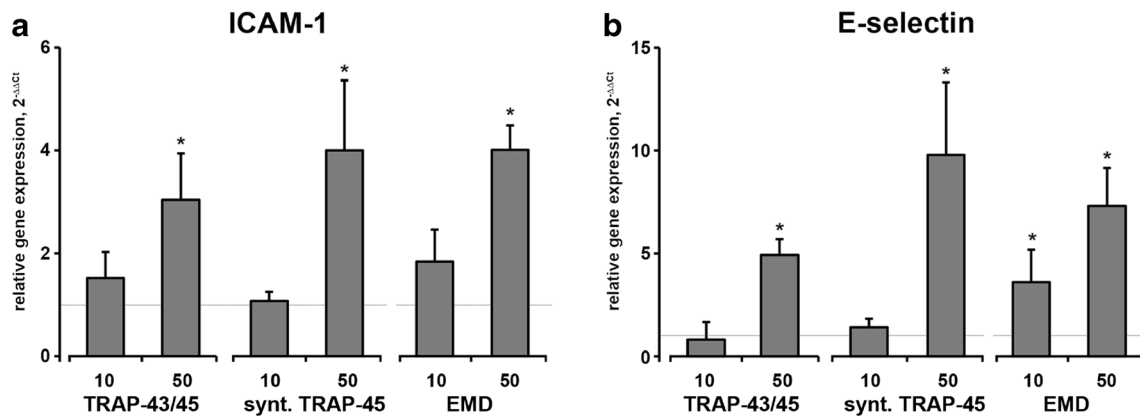 a
ICAM-1
relative gene expression, 2-ΔΔCt
6
4
2
0
*
*
*
10 50 10 50 10 50
TRAP-43/45 synt. TRAP-45 EMD
b
E-selectin
relative gene expression, 2-ΔΔCt
15
10
5
0
*
*
*
*
10 50 10 50 10 50
TRAP-43/45 synt. TRAP-45 EMD